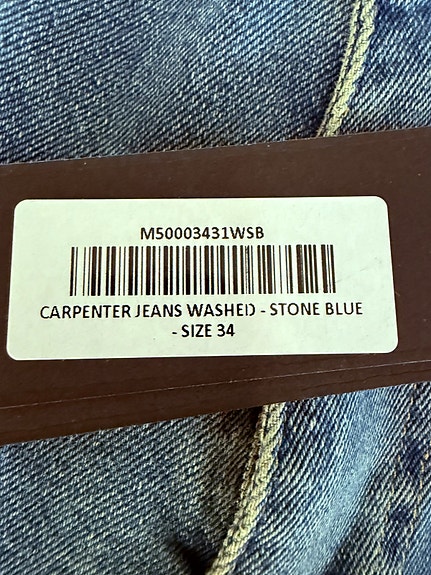 M50003431WSB
CARPENTER JEANS WASHED - STONE BLUE
- SIZE 34